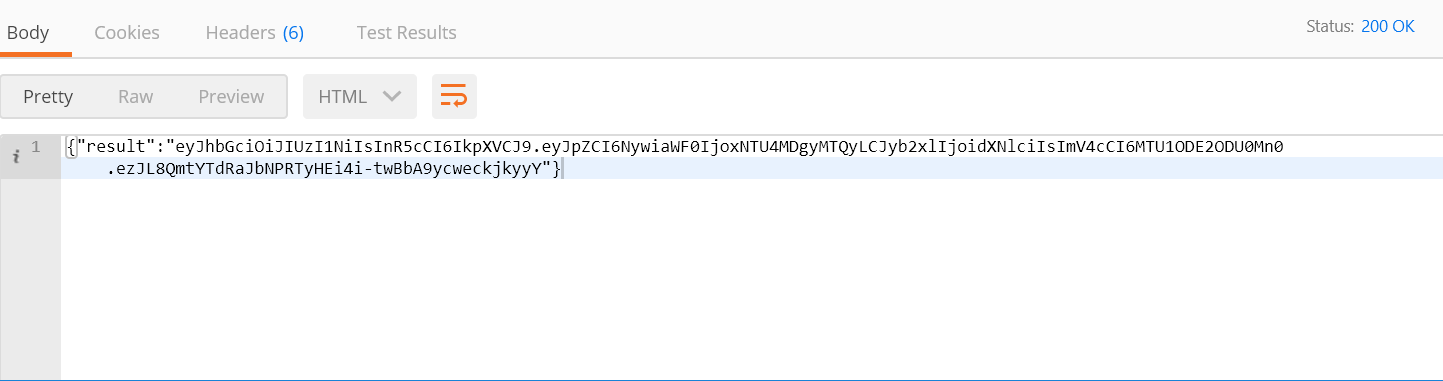 Body Cookies Headers (6) Test Results Status: 200 OK
Pretty Raw Preview HTML
i 1 {"result":"eyJhbGciOiJIUzI1NiIsInR5cCI6IkpXVCJ9.eyJpZCI6NywiaWF0IjoxNTU4MDgyMTQyLCJyb2xlIjoidXNlciIsImV4cCI6MTU1ODE2ODU0Mn0
.ezJL8QmtYTdRaJbNPRTyHEi4i-twBbA9ycweckjkyyY"}